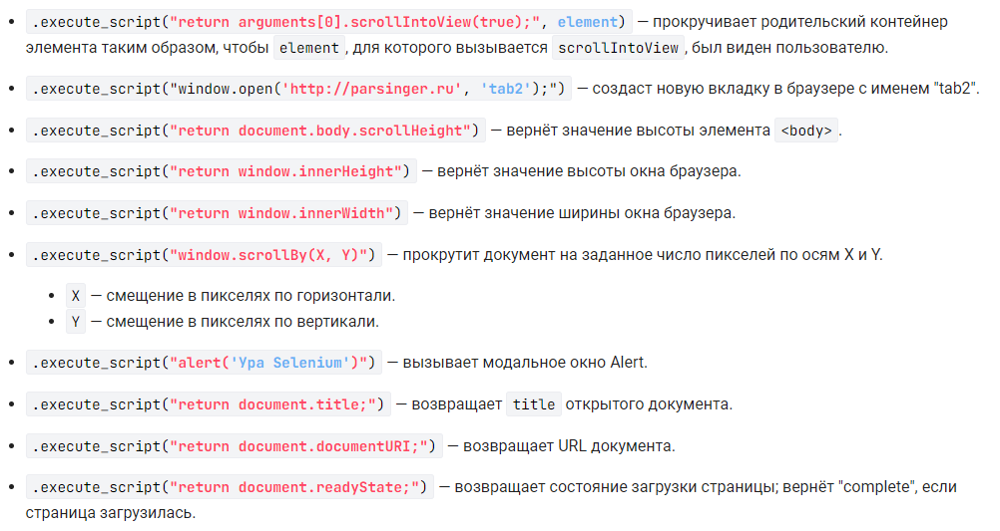 .execute_script("return arguments[0].scrollIntoView(true);", element) — прокручивает родительский контейнер
элемента таким образом, чтобы element, для которого вызывается scrollIntoView, был виден пользователю.
.execute_script("window.open('http://parsinger.ru', 'tab2');") — создаст новую вкладку в браузере с именем "tab2".
.execute_script("return document.body.scrollHeight") — вернёт значение высоты элемента <body>.
.execute_script("return window.innerHeight") — вернёт значение высоты окна браузера.
.execute_script("return window.innerWidth") — вернёт значение ширины окна браузера.
.execute_script("window.scrollBy(X, Y)") — прокрутит документ на заданное число пикселей по осям X и Y.
X — смещение в пикселях по горизонтали.
Y — смещение в пикселях по вертикали.
.execute_script("alert('Ура Selenium')") — вызывает модальное окно Alert.
.execute_script("return document.title;") — возвращает title открытого документа.
.execute_script("return document.documentURI;") — возвращает URL документа.
.execute_script("return document.readyState;") — возвращает состояние загрузки страницы; вернёт "complete", если
страница загрузилась.